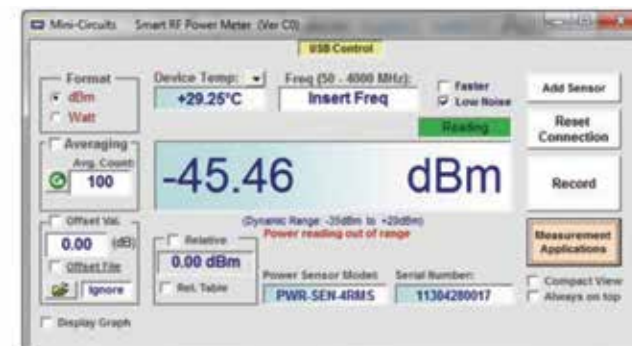 Mini-Circuits Smart RF Power Meter (Ver C0)
USB Control
Format
dBm
Watt
Device Temp:
+29.25°C
Freq (50 - 4000 MHz):
Insert Freq
Faster
Low Noise
Reading
Add Sensor
Reset
Connection
Record
Measurement
Applications
Compact View
Always on top
Averaging
Avg. Count:
100
-45.46 dBm
(Dynamic Range: -35dBm to +20dBm)
Power reading out of range
Offset Val.
0.00 (dB)
Offset File
Ignore
Relative
0.00 dBm
Rel. Table
Power Sensor Model:
PWR-SEN-4RMS
Serial Number:
11304280017
Display Graph